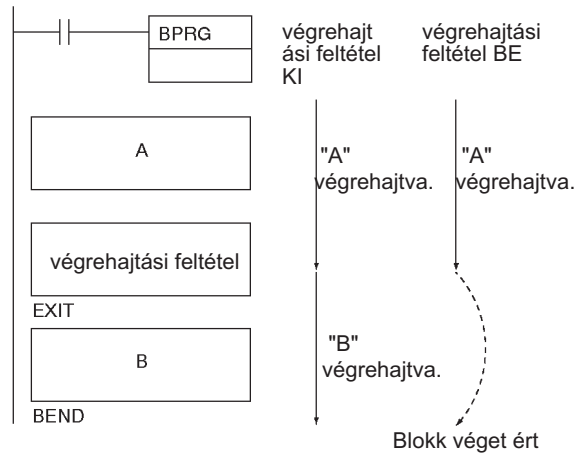 BPRG
végrehajt
ási feltétel
KI
végrehajtási
feltétel BE
A
"A"
végrehajtva.
"A"
végrehajtva.
végrehajtási feltétel
EXIT
B
"B"
végrehajtva.
BEND
Blokk véget ért